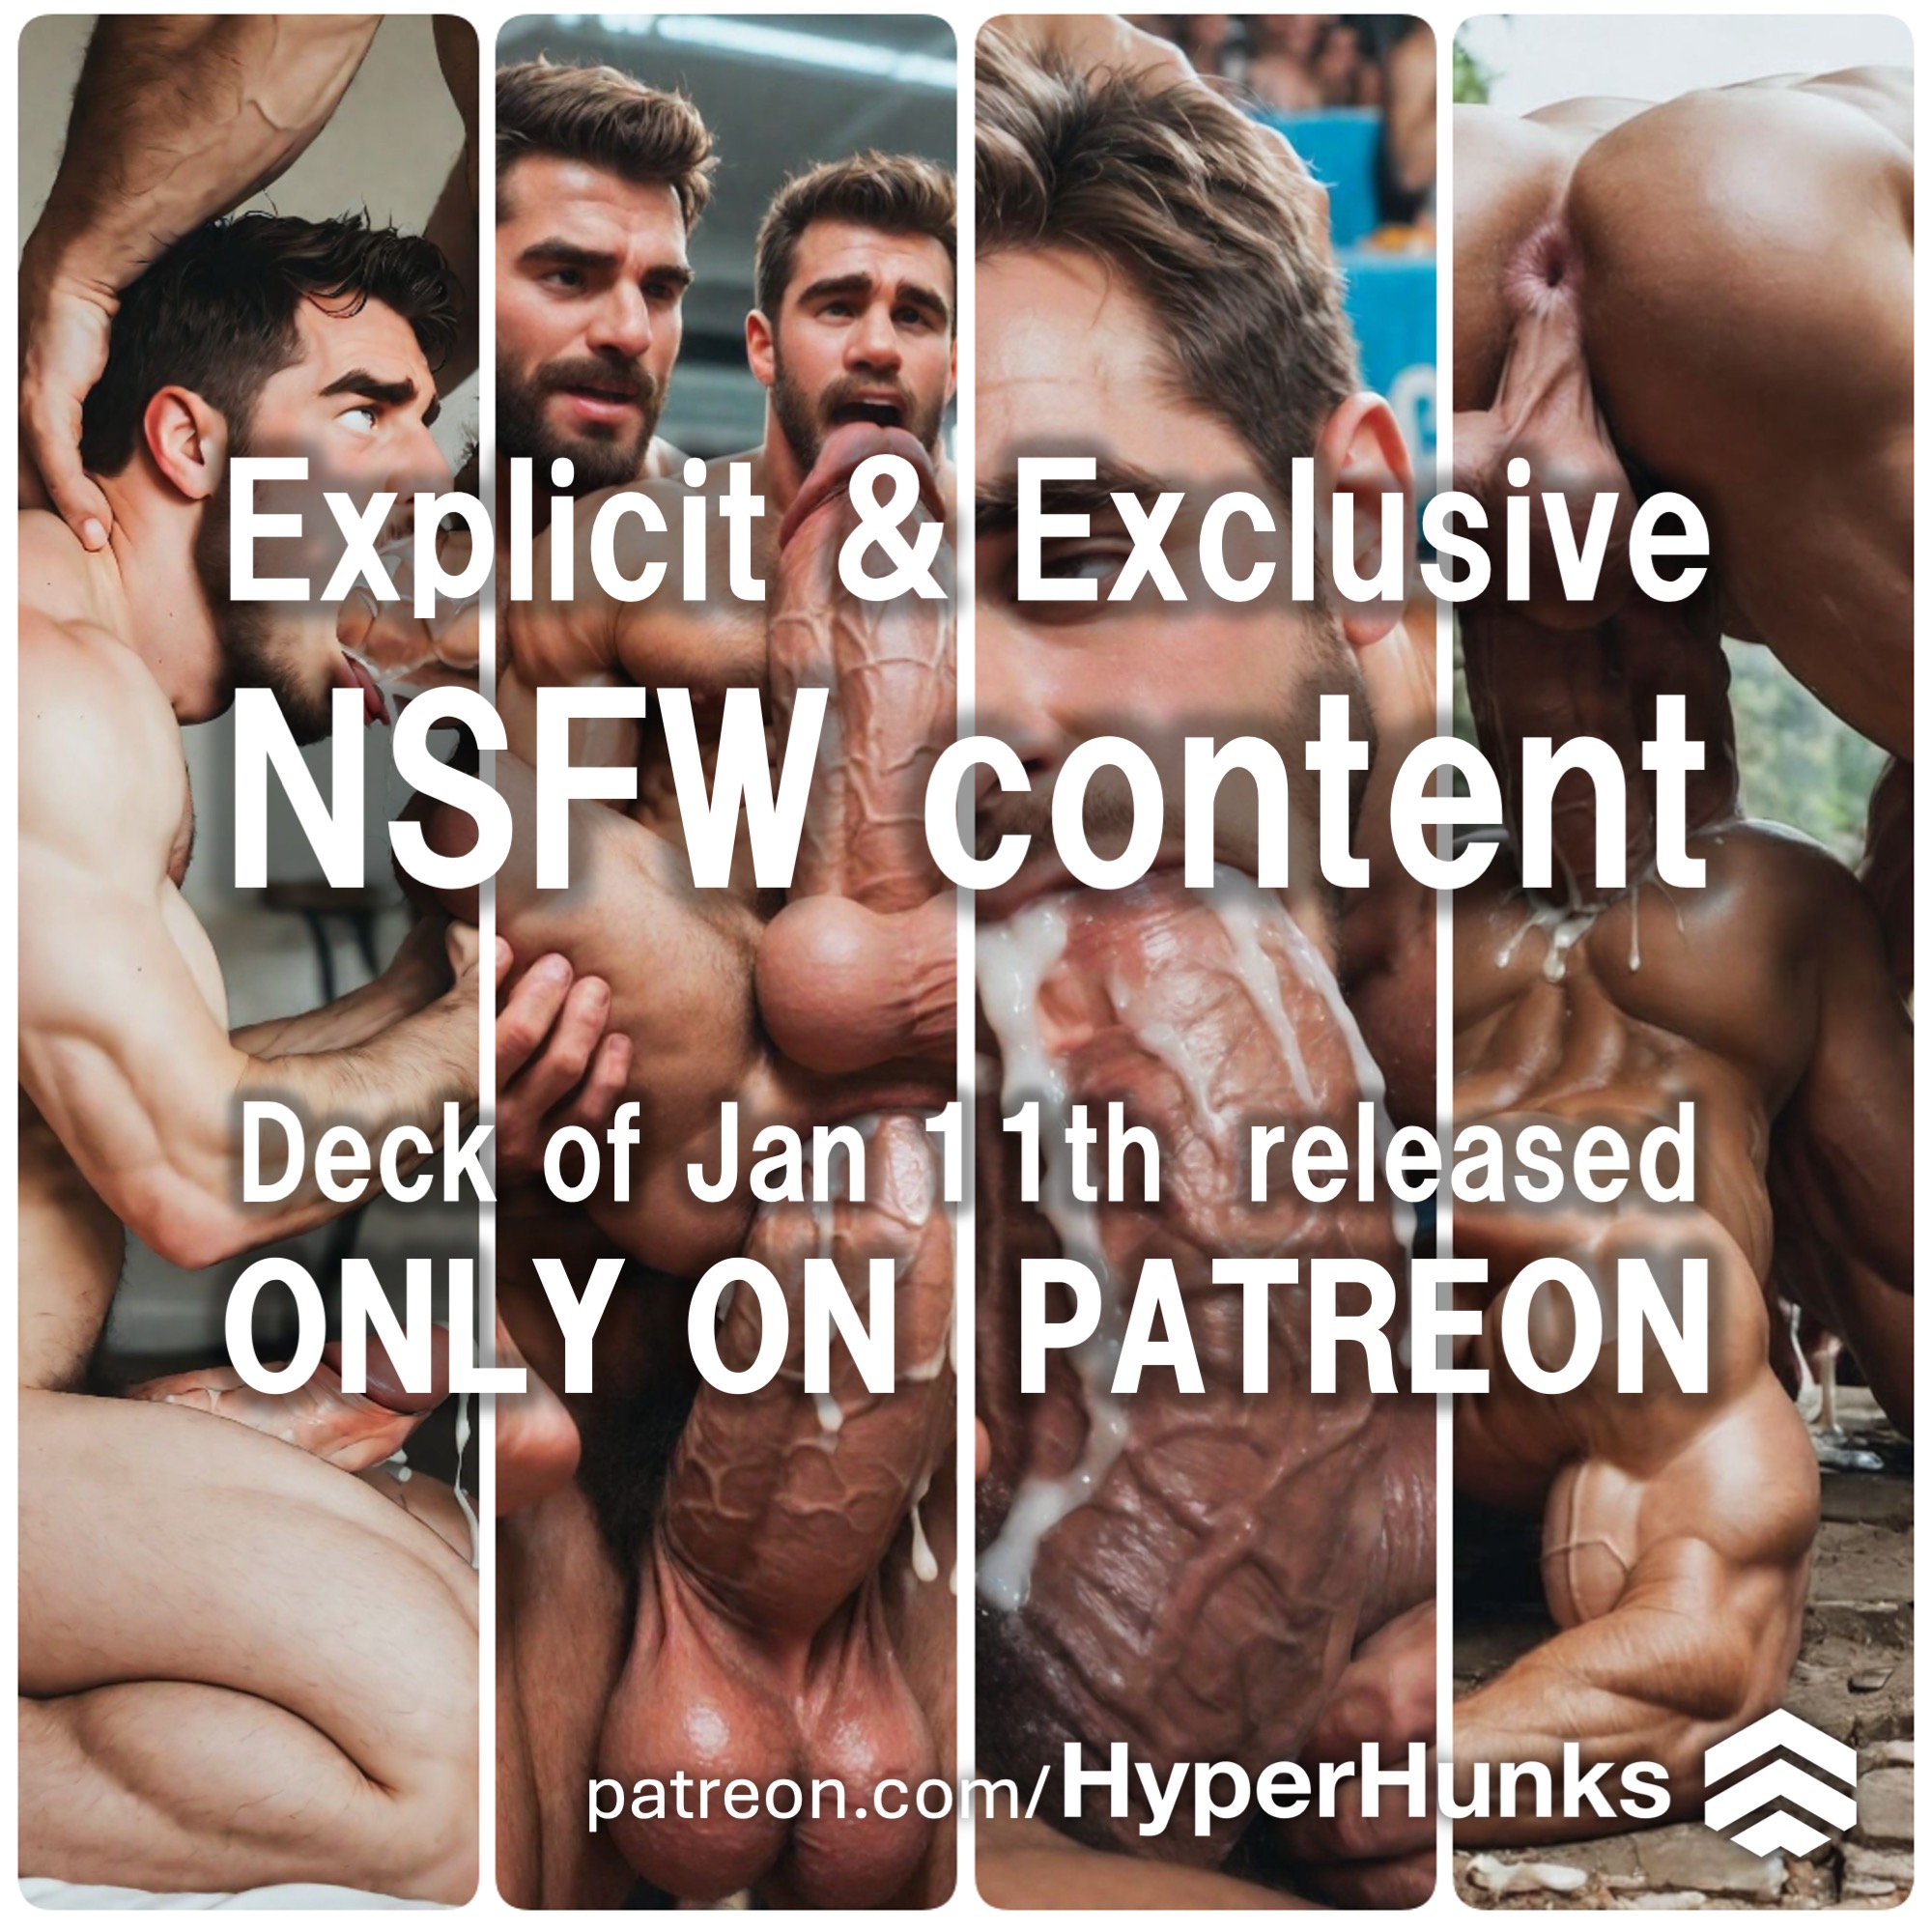 Explicit & Exclusive
NSFW content
Deck of Jan 11th released
ONLY ON PATREON
patreon.com/HyperHunks